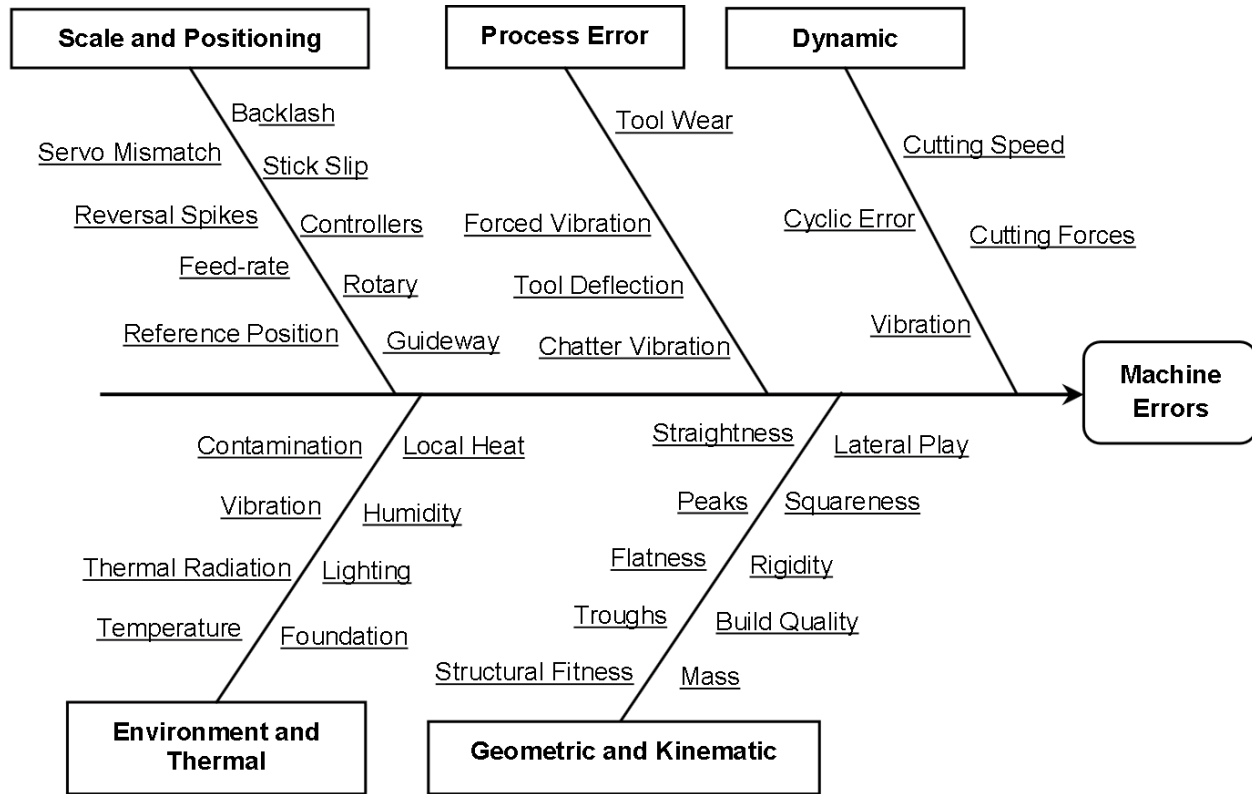 Scale and Positioning
Process Error
Dynamic
Backlash
Servo Mismatch
Stick Slip
Reversal Spikes
Controllers
Feed-rate
Rotary
Reference Position
Guideway
Tool Wear
Forced Vibration
Tool Deflection
Chatter Vibration
Cutting Speed
Cyclic Error
Cutting Forces
Vibration
Machine
Errors
Contamination
Local Heat
Vibration
Humidity
Thermal Radiation
Lighting
Temperature
Foundation
Environment and
Thermal
Straightness
Lateral Play
Peaks
Squareness
Flatness
Rigidity
Troughs
Build Quality
Structural Fitness
Mass
Geometric and Kinematic